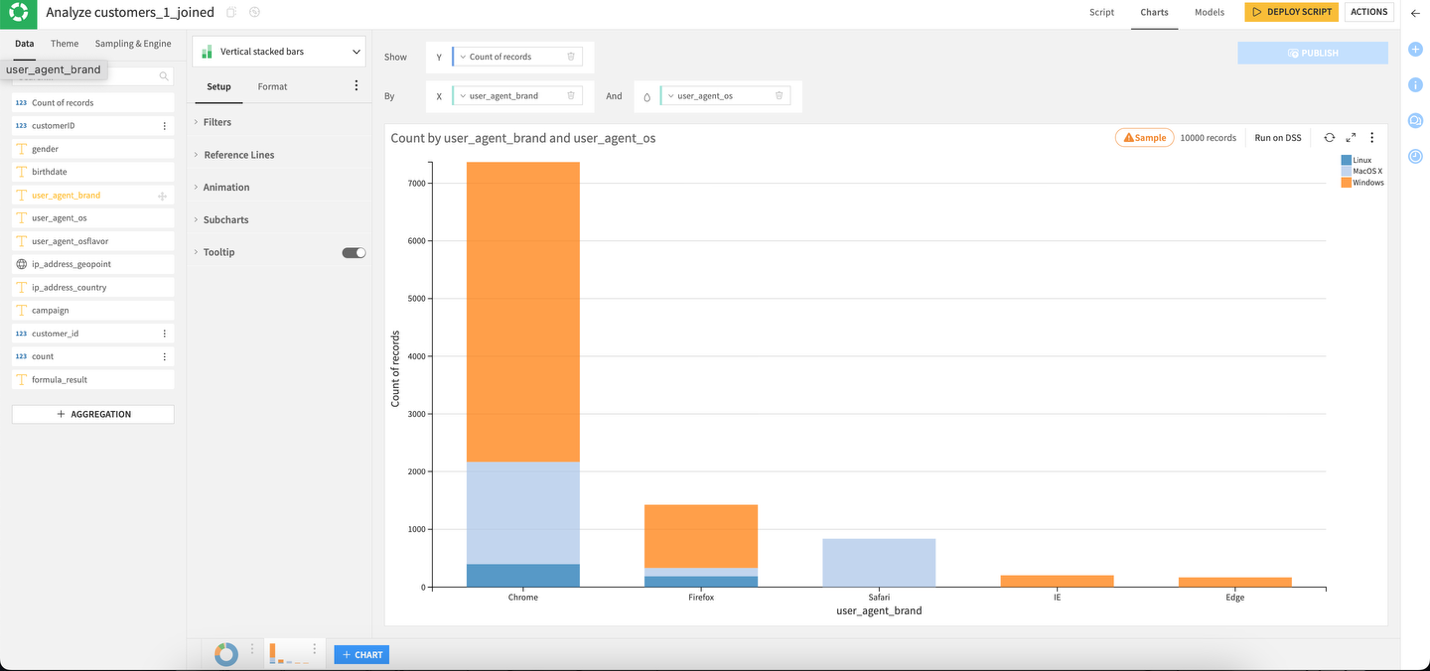 Analyze customers_1_joined
Script
Charts
Models
DEPLOY SCRIPT
ACTIONS
Data
Theme
Sampling & Engine
user_agent_brand
123 Count of records
123 customerID
gender
birthdate
user_agent_brand
user_agent_os
user_agent_osflavor
ip_address_geopoint
ip_address_country
campaign
123 customer_id
123 count
formula_result
+ AGGREGATION
Vertical stacked bars
Setup
Format
Filters
Reference Lines
Animation
Subcharts
Tooltip
Show
Y
Count of records
PUBLISH
By
X
user_agent_brand
And
user_agent_os
Count by user_agent_brand and user_agent_os
Sample
10000 records
Run on DSS
Linux
MacOS X
Windows
7000
6000
5000
4000
3000
2000
1000
0
Count of records
Chrome
Firefox
Safari
IE
Edge
user_agent_brand
+ CHART